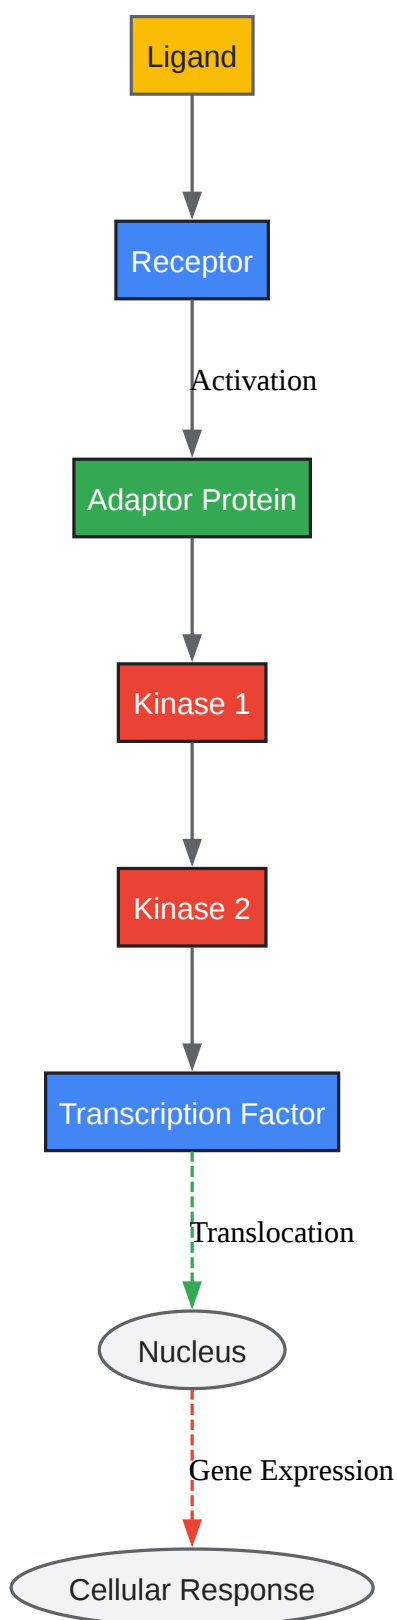 Ligand
Receptor
Activation
Adaptor Protein
Kinase 1
Kinase 2
Transcription Factor
Translocation
Nucleus
Gene Expression
Cellular Response